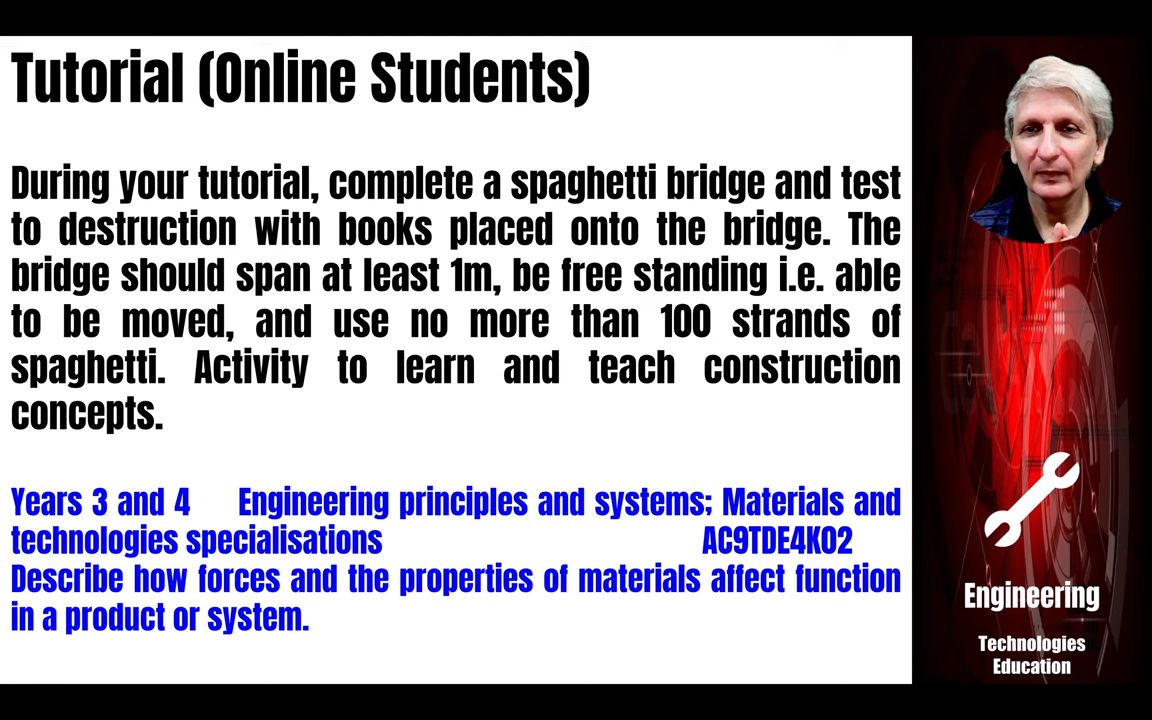 Tutorial (Online Students)
During your tutorial, complete a spaghetti bridge and test
to destruction with books placed onto the bridge. The
bridge should span at least 1m, be free standing i.e. able
to be moved, and use no more than 100 strands of
spaghetti. Activity to learn and teach construction
concepts.
Years 3 and 4 Engineering principles and systems; Materials and
technologies specialisations AC9TDE4K02
Describe how forces and the properties of materials affect function
in a product or system.
Engineering
Technologies
Education